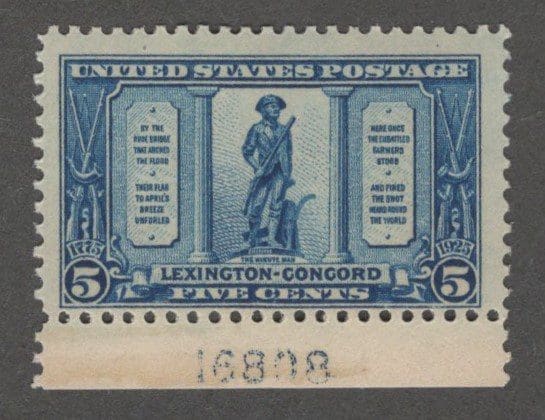 UNITED STATES POSTAGE
BY THE
RUDE BRIDGE
THAT ARCHED
THE FLOOD
THEIR FLAG
TO APRIL'S
BREEZE
UNFURLED
HERE ONCE
THE EMBATTLED
FARMERS
STOOD
AND FIRED
THE SHOT
HEARD ROUND
THE WORLD
1775
1925
THE MINUTE MAN
5
LEXINGTON-CONCORD
5
FIVE CENTS
16808